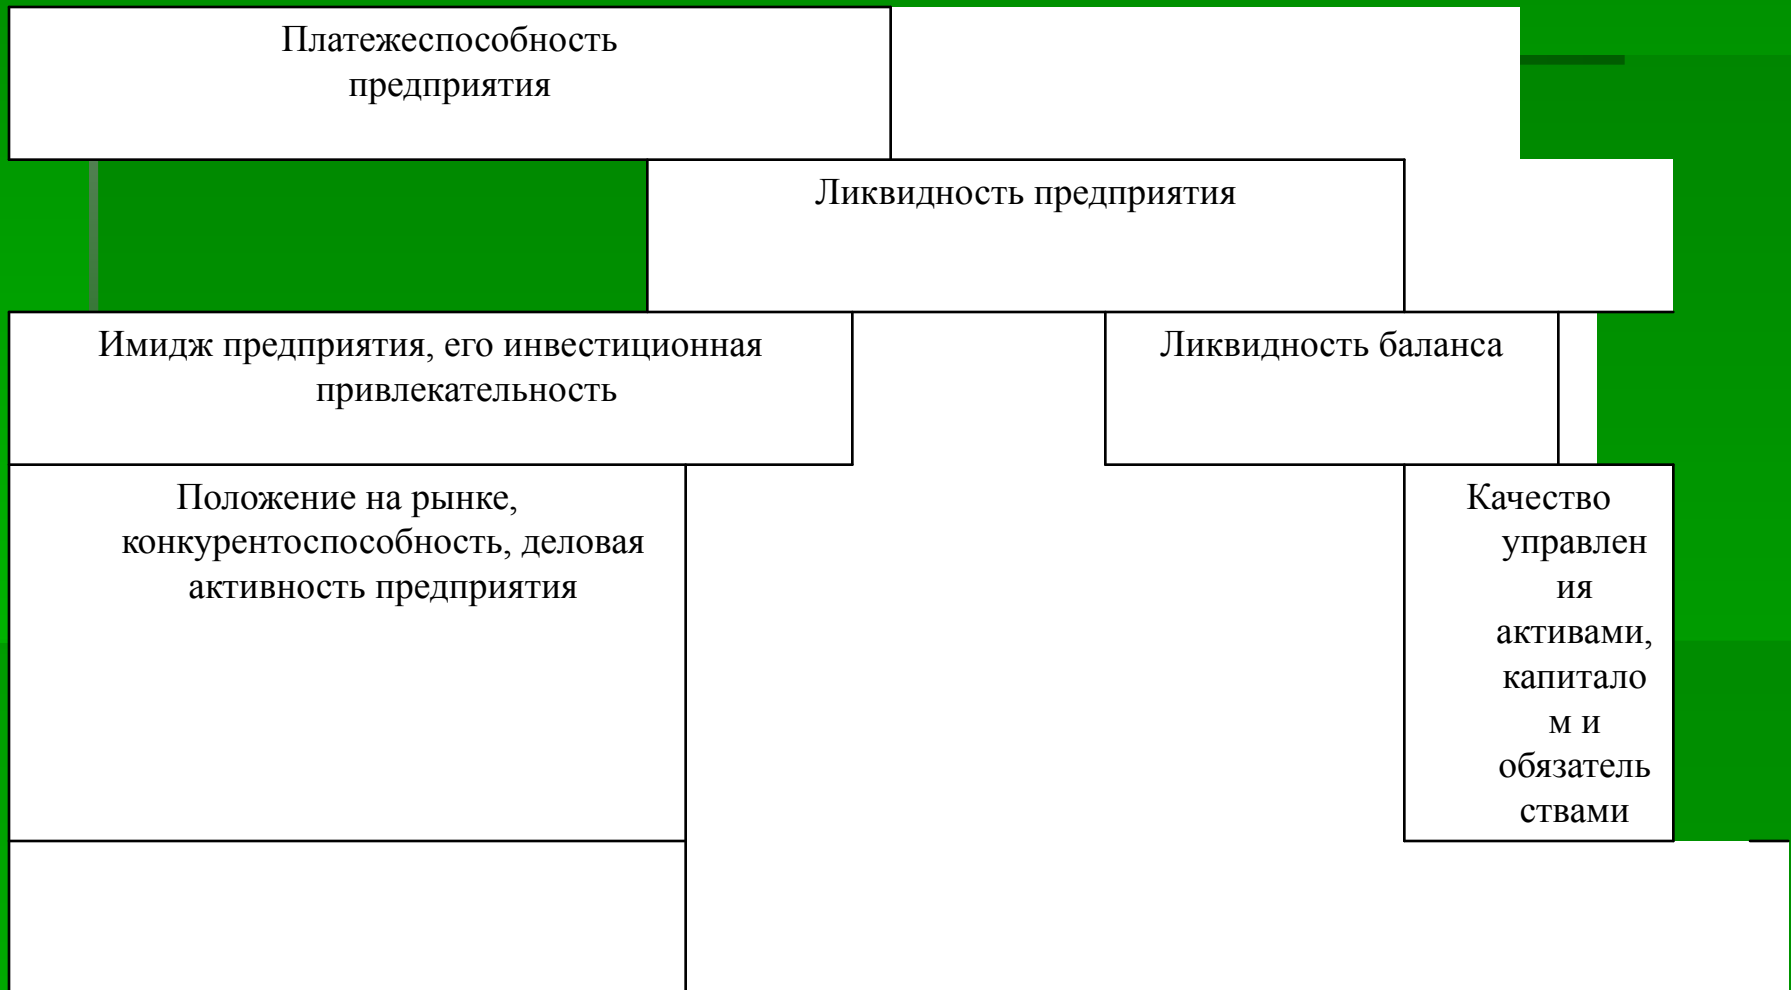 Платежеспособность
предприятия
Ликвидность предприятия
Имидж предприятия, его инвестиционная
привлекательность
Ликвидность баланса
Положение на рынке,
конкурентоспособность, деловая
активность предприятия
Качество
управлен
ия
активами,
капитало
м и
обязатель
ствами